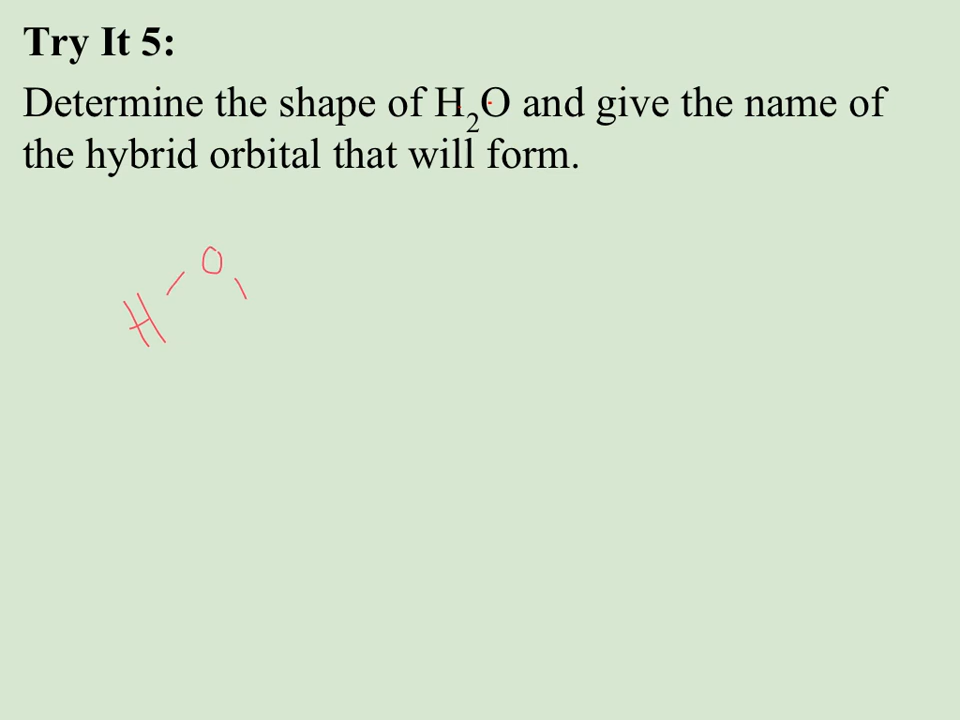 Try It 5:
Determine the shape of H₂O and give the name of
the hybrid orbital that will form.
O
H